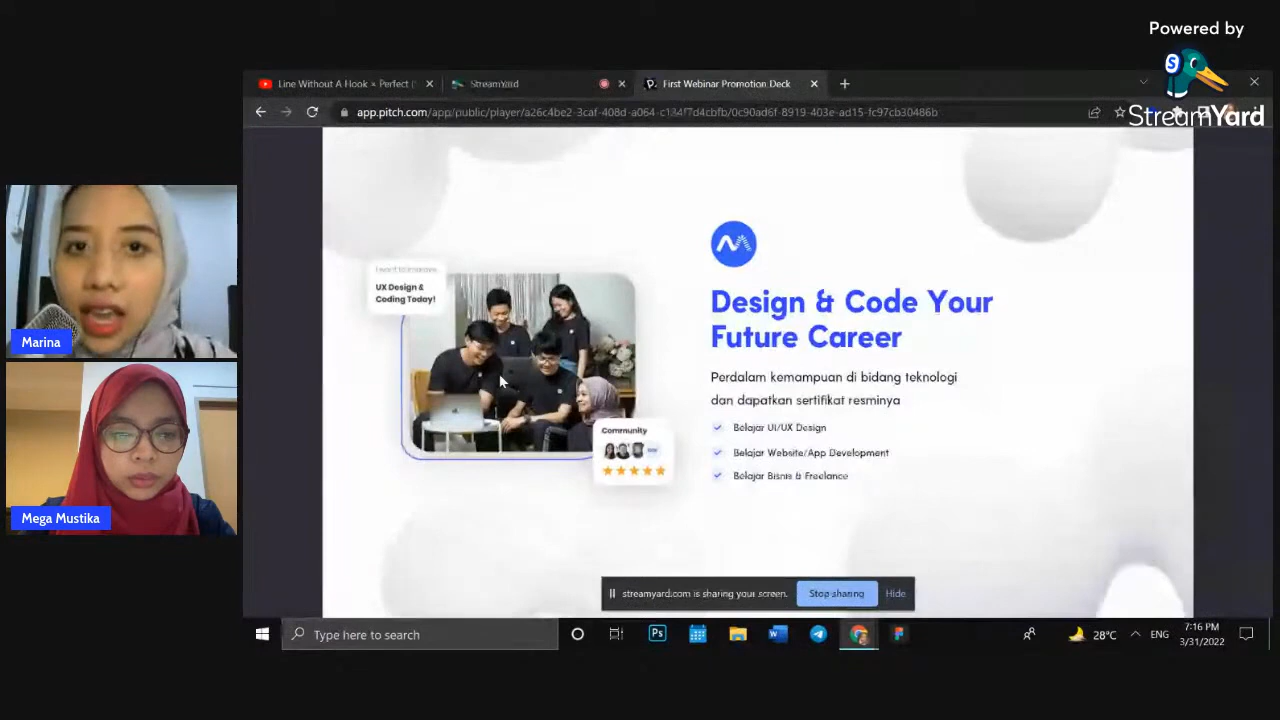 Powered by
StreamYard
Line Without A Hook × Perfect
StreamYard
First Webinar Promotion Deck
app.pitch.com/app/public/player/a26c4be2-3caf-408d-a064-c134f7d4cbfb/0c90ad6f-8919-403e-ad15-fc97cb30486b
Marina
Mega Mustika
UX Design &
Coding Today!
Community
Design & Code Your
Future Career
Perdalam kemampuan di bidang teknologi
dan dapatkan sertifikat resminya
Belajar UI/UX Design
Belajar Website/App Development
Belajar Bisnis & Freelance
streamyard.com is sharing your screen.
Stop sharing
Hide
Type here to search
Ps
28°C
ENG
7:16 PM
3/31/2022